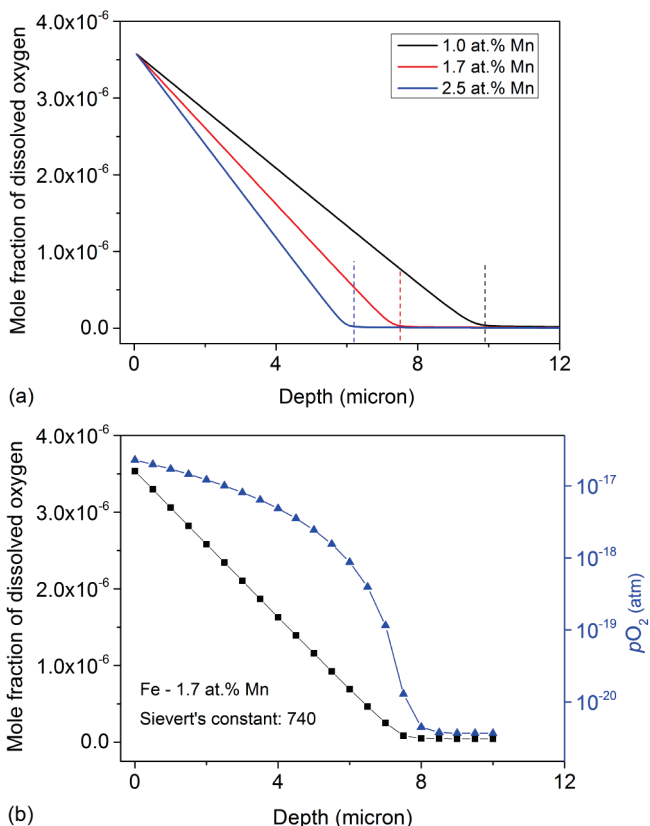 4.0x10⁻⁶
3.0x10⁻⁶
2.0x10⁻⁶
1.0x10⁻⁶
0.0
Mole fraction of dissolved oxygen
1.0 at.% Mn
1.7 at.% Mn
2.5 at.% Mn
0 4 6 8 12
Depth (micron)
(a)
4.0x10⁻⁶
3.0x10⁻⁶
2.0x10⁻⁶
1.0x10⁻⁶
0.0
Mole fraction of dissolved oxygen
10⁻¹⁷
10⁻¹⁸
10⁻¹⁹
10⁻²⁰
pO₂ (atm)
Fe - 1.7 at.% Mn
Sievert's constant: 740
0 4 8 12
Depth (micron)
(b)